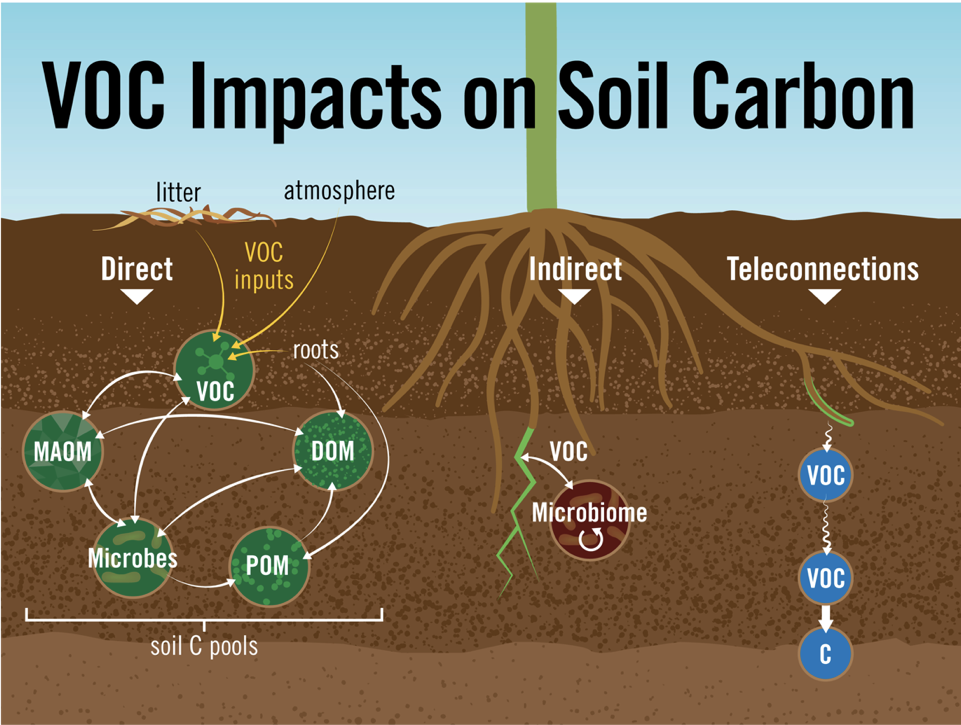 VOC Impacts on Soil Carbon
litter
atmosphere
VOC
inputs
Direct
Indirect
Teleconnections
roots
VOC
MAOM
DOM
Microbes
POM
soil C pools
VOC
Microbiome
VOC
VOC
C